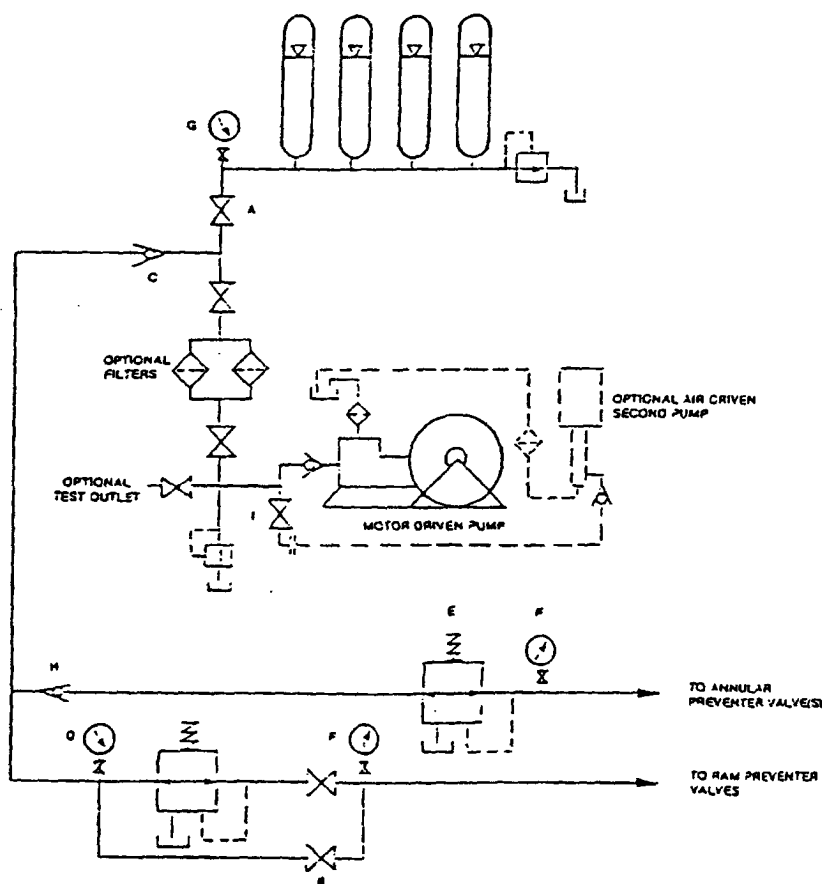 G
A
C
OPTIONAL
FILTERS
OPTIONAL AIR DRIVEN
SECOND PUMP
OPTIONAL
TEST OUTLET
I
MOTOR DRIVEN PUMP
E
F
H
TO ANNULAR
PREVENTER VALVE(S)
F
TO RAM PREVENTER
VALVES